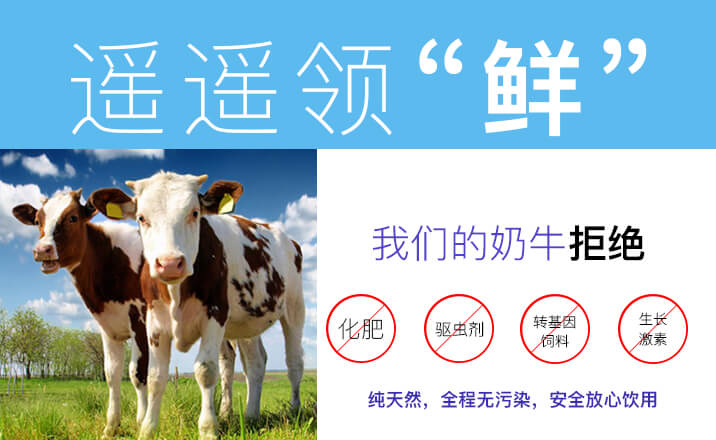 遥遥领“鲜”
我们的奶牛拒绝
化肥
驱虫剂
转基因
饲料
生长
激素
纯天然，全程无污染，安全放心饮用